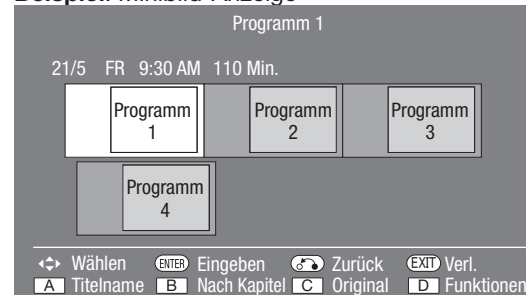 Beispiel: Minibild-Anzeige
Programm 1
21/5 FR 9:30 AM 110 Min.
Programm 1
Programm 2
Programm 3
Programm 4
Wählen ENTER Eingeben Zurück EXIT Verl.
A Titelname B Nach Kapitel C Original D Funktionen